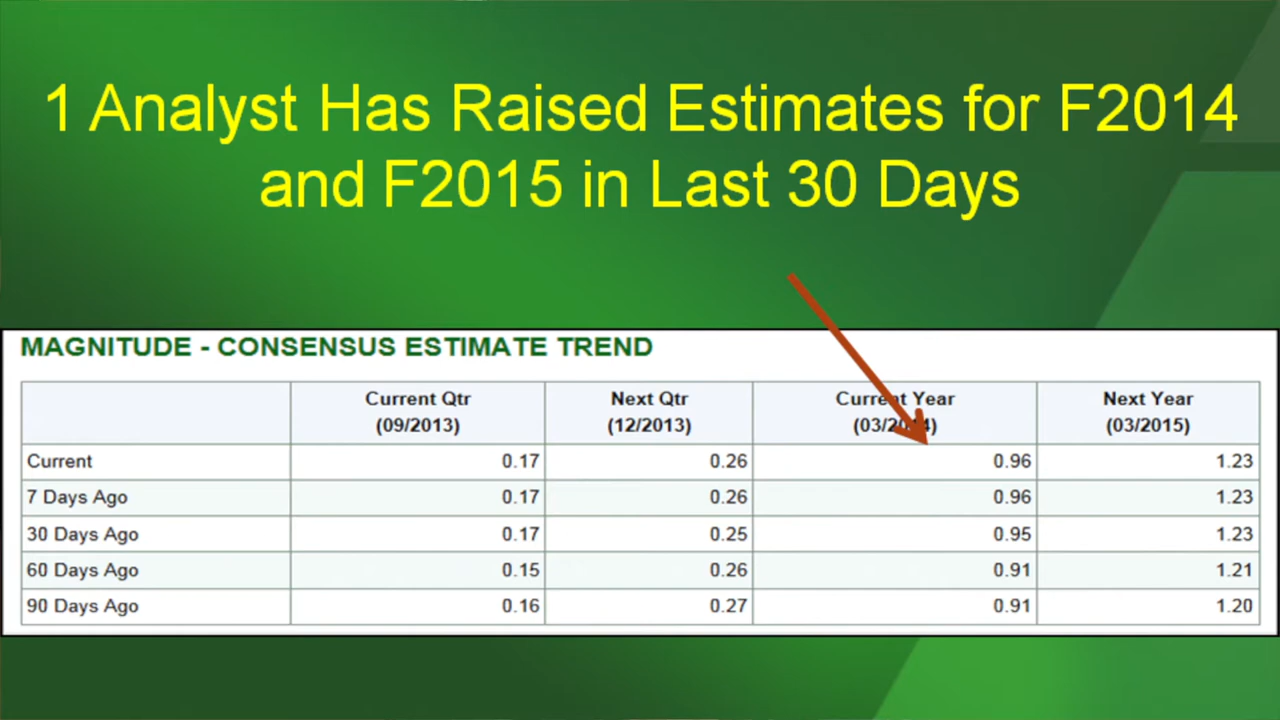 1 Analyst Has Raised Estimates for F2014
and F2015 in Last 30 Days
MAGNITUDE - CONSENSUS ESTIMATE TREND
Current Qtr Next Qtr Current Year Next Year
(09/2013) (12/2013) (03/2014) (03/2015)
Current 0.17 0.26 0.96 1.23
7 Days Ago 0.17 0.26 0.96 1.23
30 Days Ago 0.17 0.25 0.95 1.23
60 Days Ago 0.15 0.26 0.91 1.21
90 Days Ago 0.16 0.27 0.91 1.20